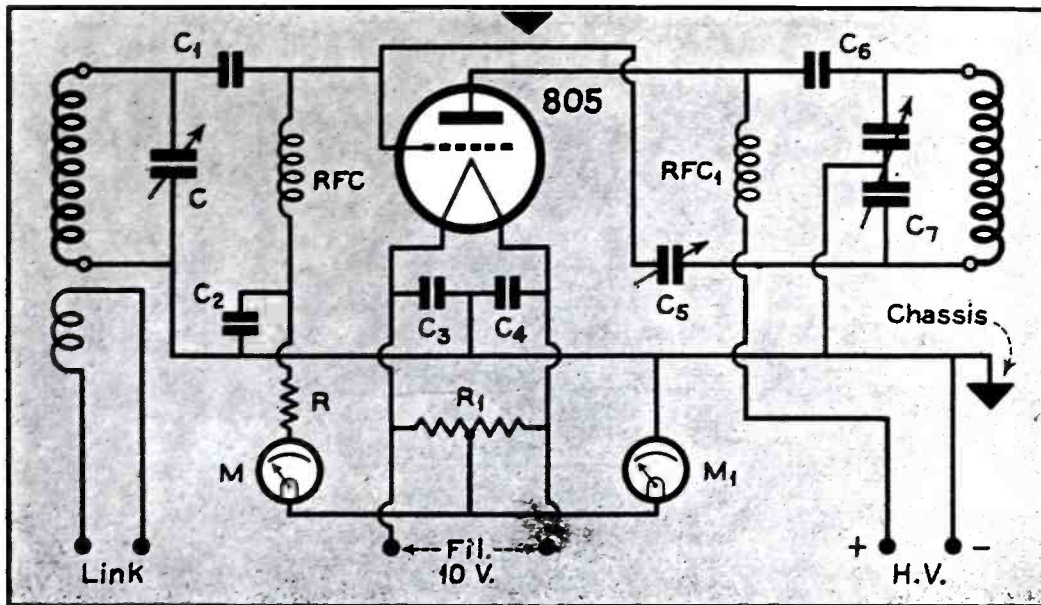 C1
C6
805
RFC
RFC1
C
C7
C2
C3
C4
C5
Chassis
R
R1
M
M1
Fil.
10 V.
+
-
Link
H.V.